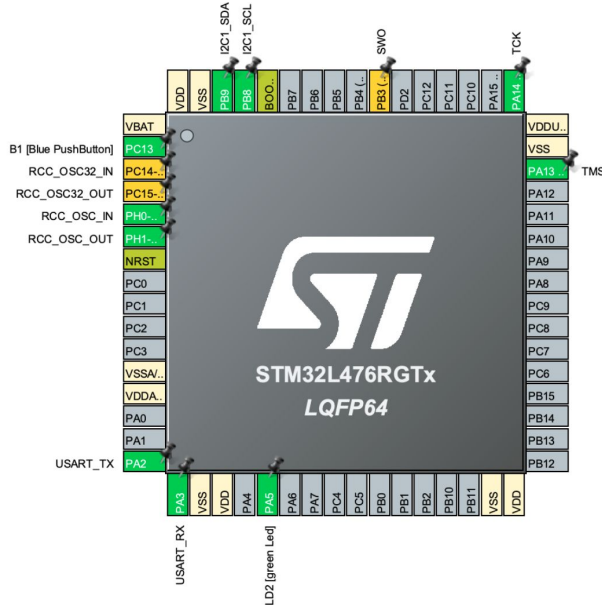 I2C1_SDA
I2C1_SCL
SWO
TCK
VDD
VSS
PB9
PB8
BOO..
PB7
PB6
PB5
PB4 (..
PB3 (..
PD2
PC12
PC11
PC10
PA15 ..
PA14..
VBAT
B1 [Blue PushButton] PC13
RCC_OSC32_IN PC14-..
RCC_OSC32_OUT PC15-..
RCC_OSC_IN PH0-..
RCC_OSC_OUT PH1-..
NRST
PC0
PC1
PC2
PC3
VSSA/..
VDDA..
PA0
PA1
USART_TX PA2
ST
STM32L476RGTx
LQFP64
VDDU..
VSS
PA13 .. TMS
PA12
PA11
PA10
PA9
PA8
PC9
PC8
PC7
PC6
PB15
PB14
PB13
PB12
PA3
VSS
VDD
PA4
PA5
PA6
PA7
PC4
PC5
PB0
PB1
PB2
PB10
PB11
VSS
VDD
USART_RX
LD2 [green Led]